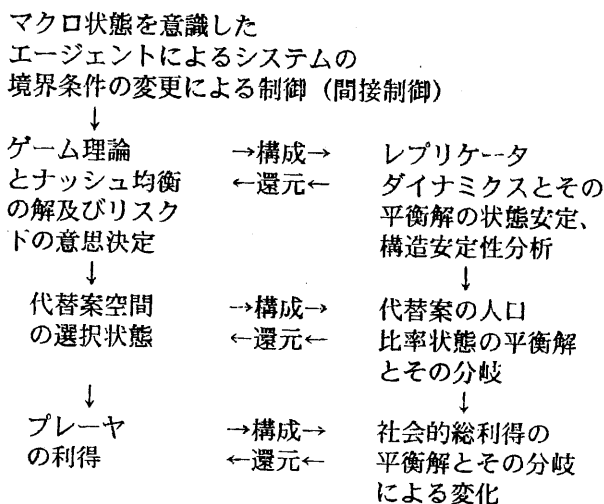 マクロ状態を意識した
エージェントによるシステムの
境界条件の変更による制御（間接制御）
↓
ゲーム理論 →構成→ レプリケータ
とナッシュ均衡 ←還元← ダイナミクスとその
の解及びリスク 平衡解の状態安定、
下の意思決定 構造安定性分析
↓ ↓
代替案空間 →構成→ 代替案の人口
の選択状態 ←還元← 比率状態の平衡解
とその分岐
↓ ↓
プレーヤ →構成→ 社会的総利得の
の利得 ←還元← 平衡解とその分岐
による変化